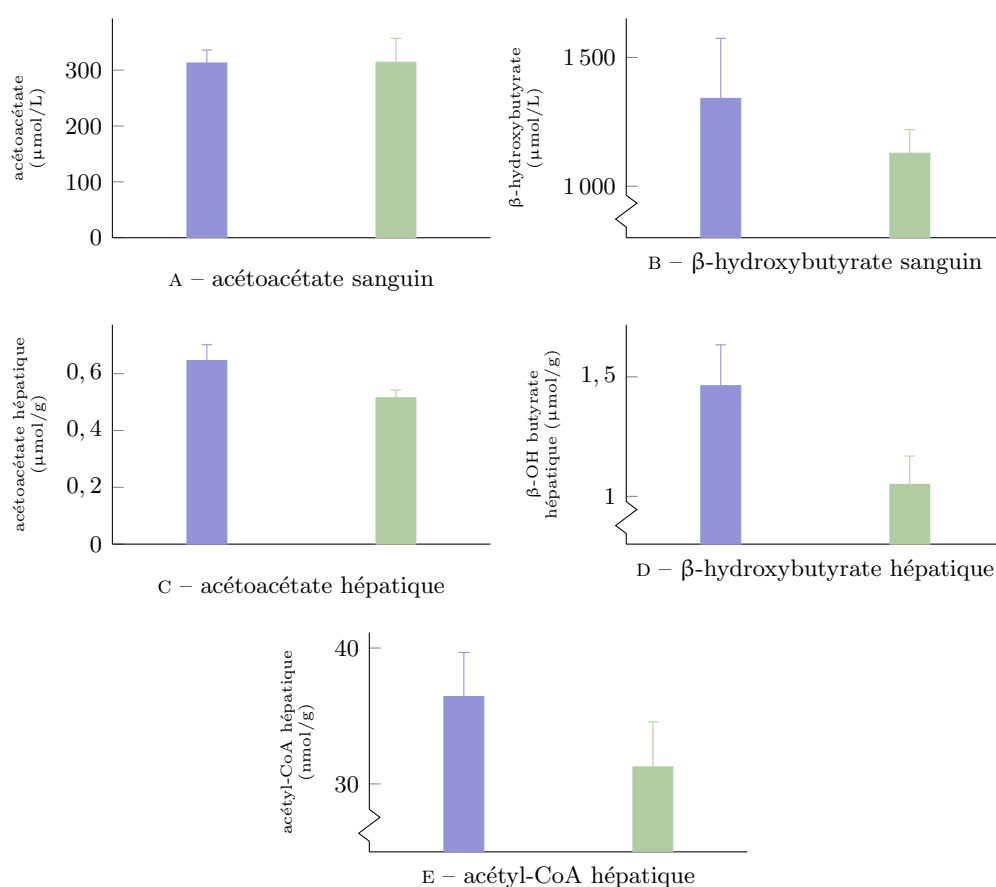 acétoacétate
(µmol/L)
300
200
100
0
A – acétoacétate sanguin
β-hydroxybutyrate
(µmol/L)
1 500
1 000
B – β-hydroxybutyrate sanguin
acétoacétate hépatique
(µmol/g)
0,6
0,4
0,2
0
C – acétoacétate hépatique
β-OH butyrate
hépatique (µmol/g)
1,5
1
D – β-hydroxybutyrate hépatique
acétyl-CoA hépatique
(nmol/g)
40
30
E – acétyl-CoA hépatique